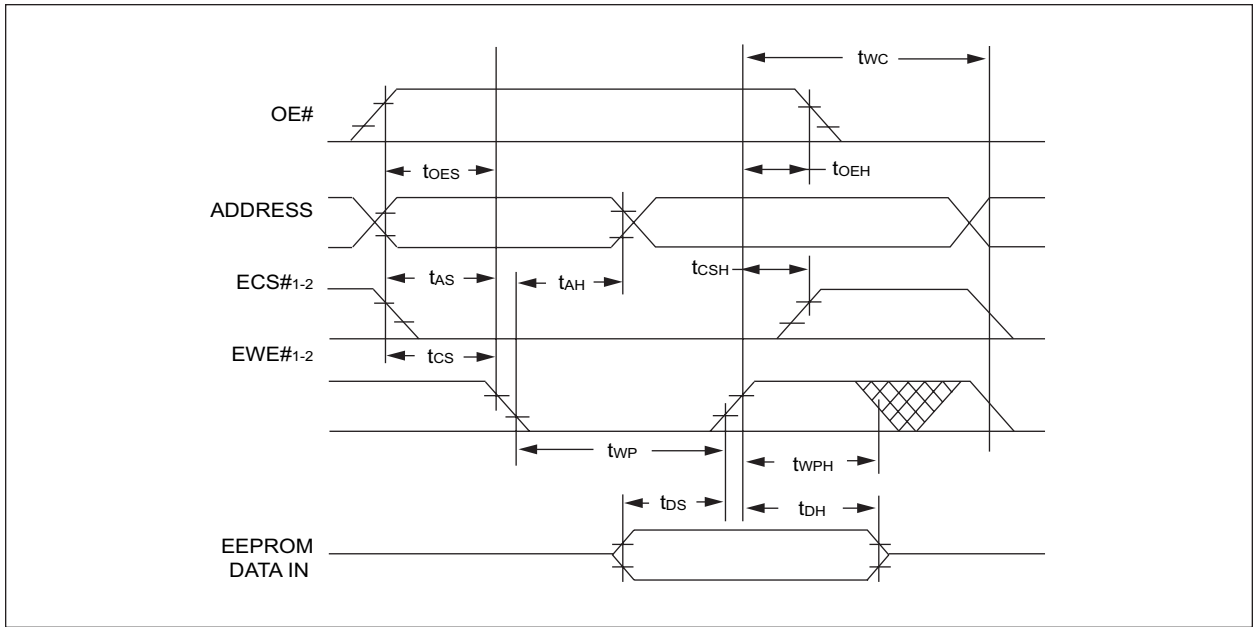 tWC
OE#
tOES
tOEH
ADDRESS
tCSH
ECS#1-2
tAS
tAH
EWE#1-2
tCS
tWP
tWPH
tDS
tDH
EEPROM
DATA IN